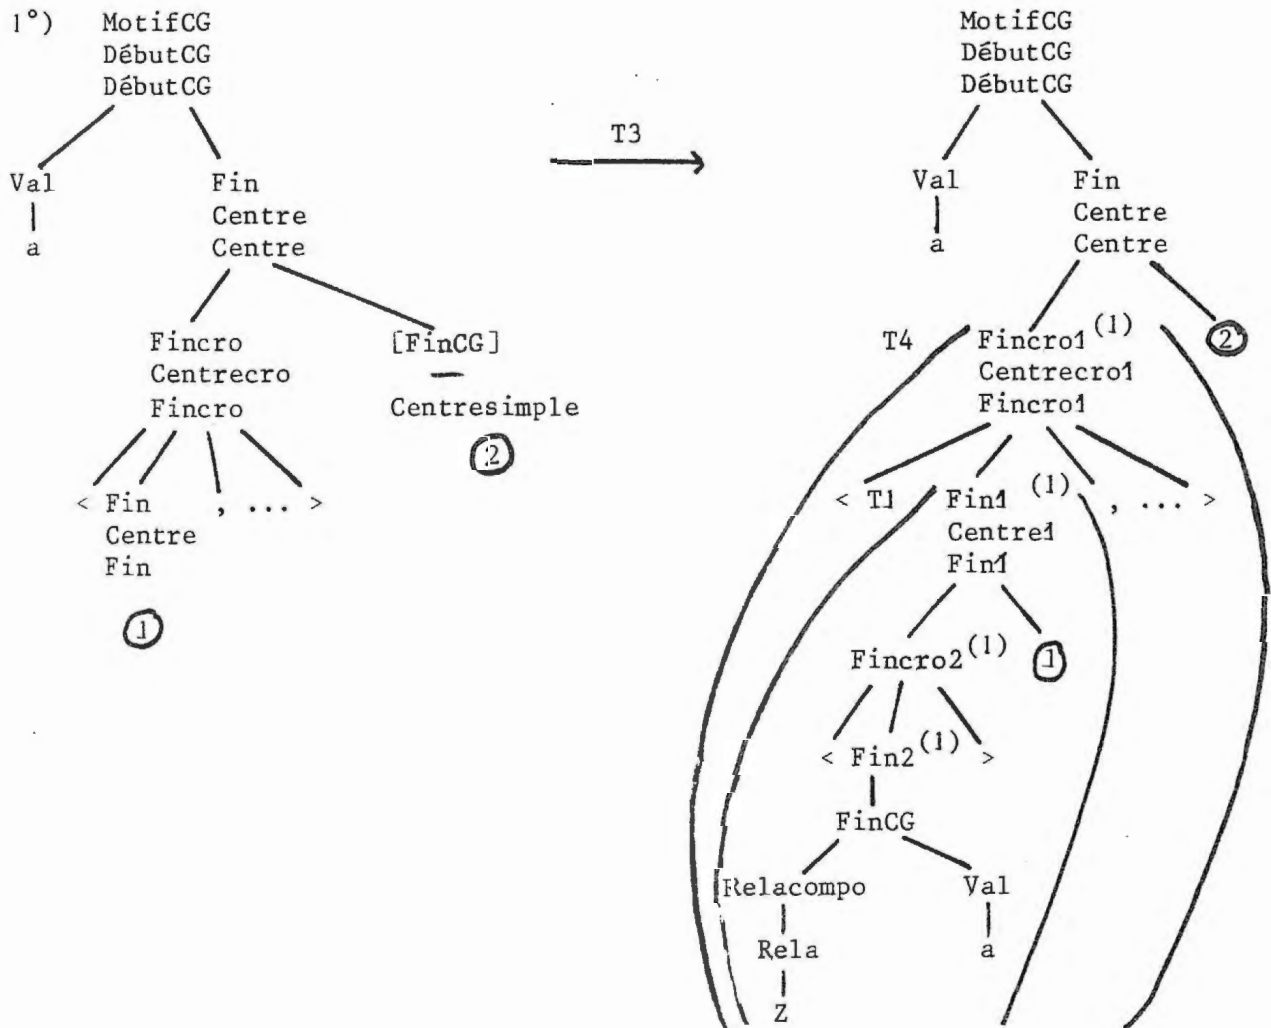 1°) MotifCG MotifCG
DébutCG DébutCG
DébutCG DébutCG
T3
Val Fin Val Fin
Centre Centre
a Centre a Centre
Fincro [FinCG] T4 Fincro1(1) 2
Centrecro Centrecro1
Fincro Centresimple Fincro1
2
< Fin , ... > < T1 Fin1 (1) , ... >
Centre Centre1
Fin Fin1
1 Fincro2(1) 1
< Fin2(1) >
FinCG
Relacompo Val
Rela a
Z